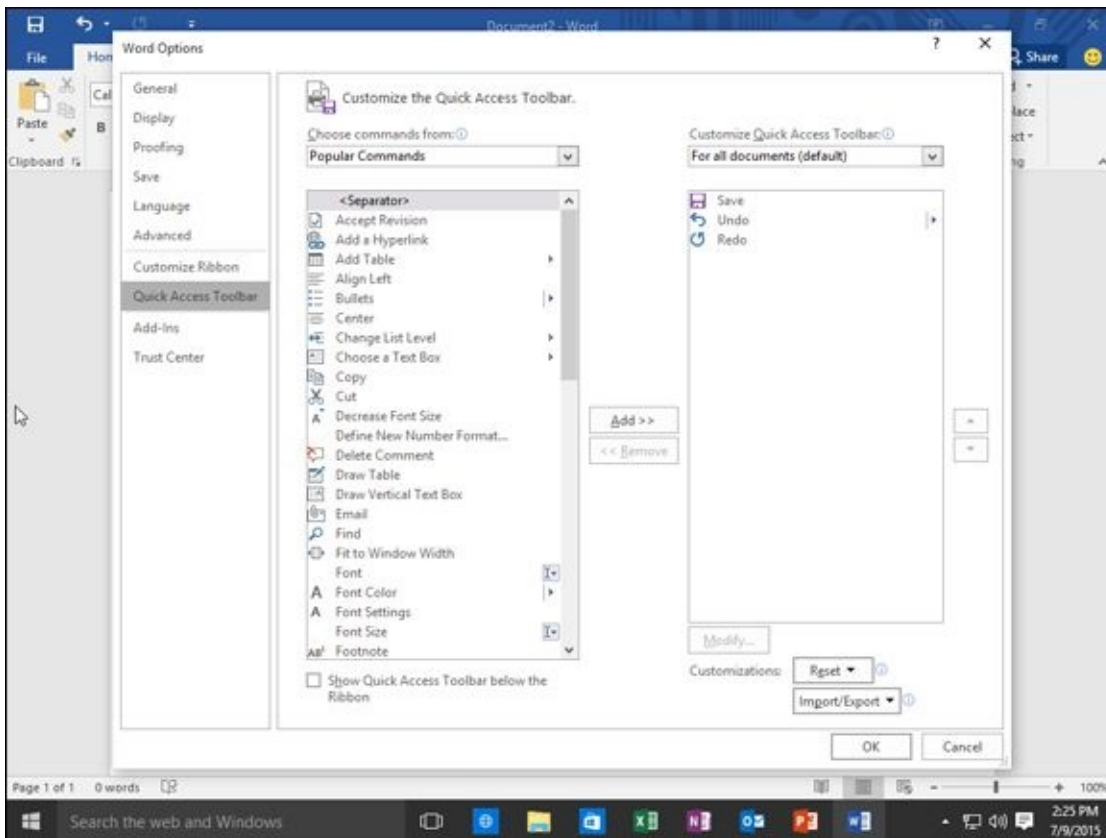 Document2 - Word
File
Hom
Share
Paste
Cal
B
lace
ect
Clipboard
ng
Word Options
?
General
Display
Proofing
Save
Language
Advanced
Customize Ribbon
Quick Access Toolbar
Add-Ins
Trust Center
Customize the Quick Access Toolbar.
Choose commands from:
Popular Commands
<Separator>
Accept Revision
Add a Hyperlink
Add Table
Align Left
Bullets
Center
Change List Level
Choose a Text Box
Copy
Cut
Decrease Font Size
Define New Number Format...
Delete Comment
Draw Table
Draw Vertical Text Box
Email
Find
Fit to Window Width
Font
Font Color
Font Settings
Font Size
Footnote
Show Quick Access Toolbar below the
Ribbon
Add >>
<< Remove
Customize Quick Access Toolbar:
For all documents (default)
Save
Undo
Redo
Modify...
Customizations: Reset
Import/Export
OK Cancel
Page 1 of 1 0 words
100%
Search the web and Windows
2:25 PM
7/9/2015